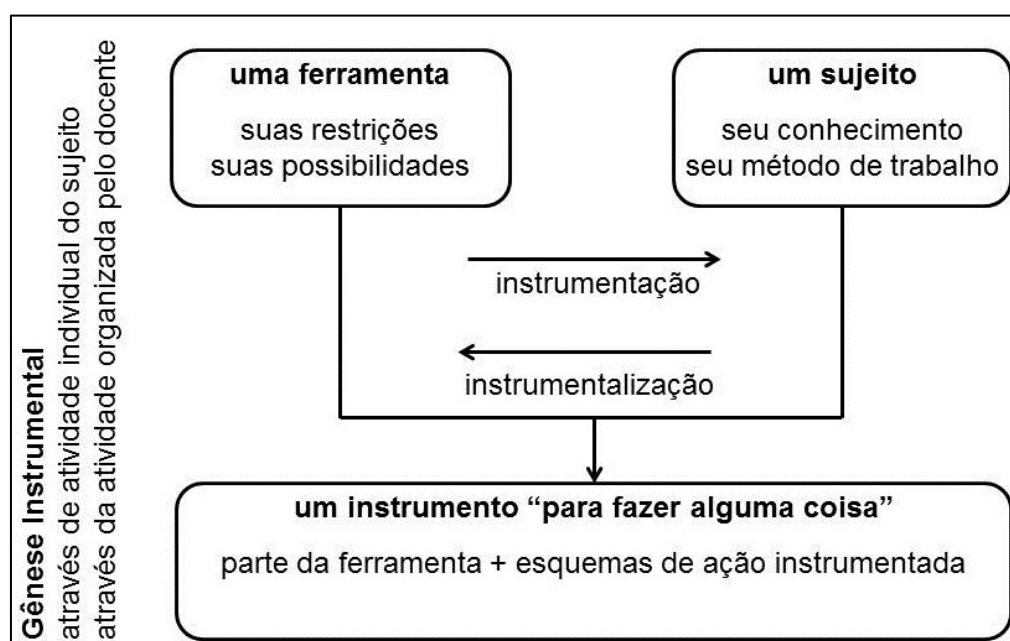 Gênese Instrumental
através de atividade individual do sujeito
através da atividade organizada pelo docente
uma ferramenta
suas restrições
suas possibilidades
um sujeito
seu conhecimento
seu método de trabalho
instrumentação
instrumentalização
um instrumento “para fazer alguma coisa”
parte da ferramenta + esquemas de ação instrumentada